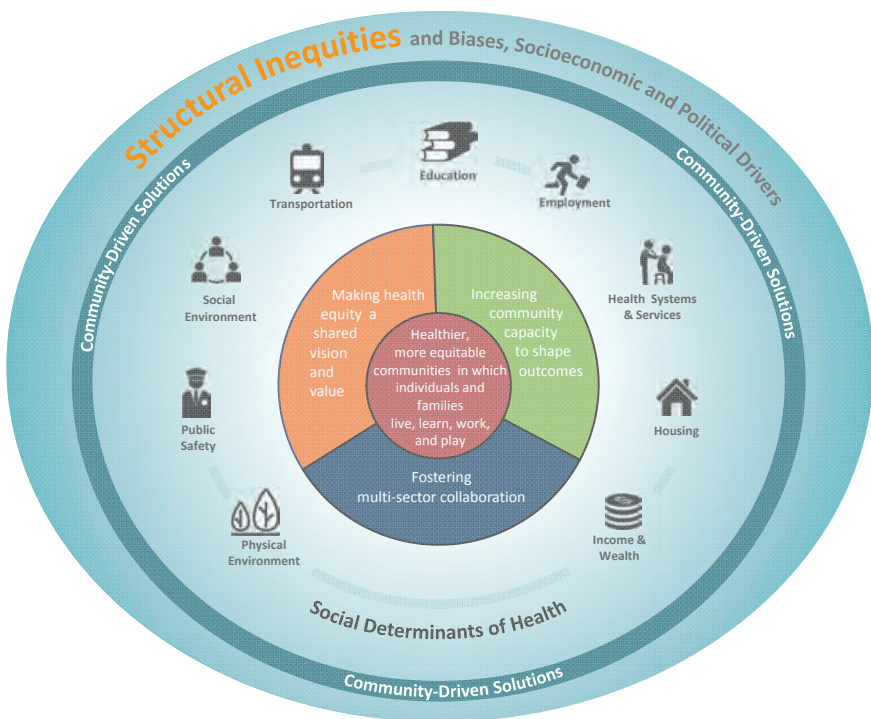 Structural Inequities and Biases, Socioeconomic and Political Drivers
Community-Driven Solutions
Community-Driven Solutions
Transportation
Education
Employment
Social
Environment
Health Systems
& Services
Public
Safety
Housing
Physical
Environment
Income &
Wealth
Making health
equity a
shared
vision
and
value
Increasing
community
capacity
to shape
outcomes
Healthier,
more equitable
communities in which
individuals and
families
live, learn, work,
and play
Fostering
multi-sector collaboration
Social Determinants of Health
Community-Driven Solutions